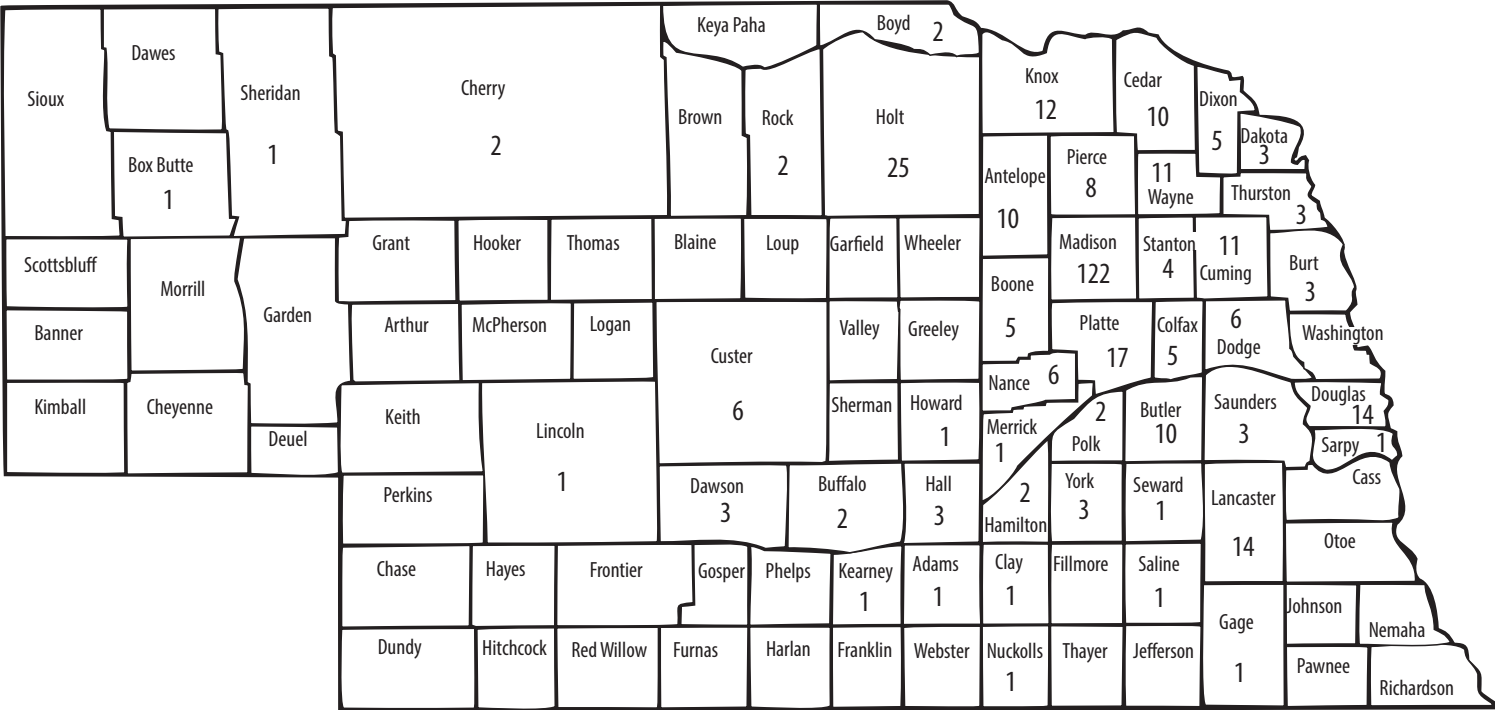 Keya Paha
Boyd 2
Dawes
Sioux
Sheridan
1
Cherry
2
Brown
Rock
2
Holt
25
Knox
12
Cedar
10
Dixon
5
Dakota
3
Box Butte
1
Antelope
10
Pierce
8
11
Wayne
Thurston
3
Scottsbluff
Morrill
Garden
Grant
Hooker
Thomas
Blaine
Loup
Garfield
Wheeler
Madison
122
Stanton
4
11
Cuming
Burt
3
Banner
Arthur
McPherson
Logan
Custer
6
Valley
Greeley
Boone
5
Platte
17
Colfax
5
6
Dodge
Washington
Kimball
Cheyenne
Deuel
Keith
Lincoln
1
Sherman
Howard
1
Nance 6
Merrick
1
2
Polk
Butler
10
Saunders
3
Douglas
14
Sarpy 1
Cass
Perkins
Dawson
3
Buffalo
2
Hall
3
2
Hamilton
York
3
Seward
1
Lancaster
14
Otoe
Chase
Hayes
Frontier
Gosper
Phelps
Kearney
1
Adams
1
Clay
1
Fillmore
Saline
1
Gage
1
Johnson
Nemaha
Dundy
Hitchcock
Red Willow
Furnas
Harlan
Franklin
Webster
Nuckolls
1
Thayer
Jefferson
Pawnee
Richardson